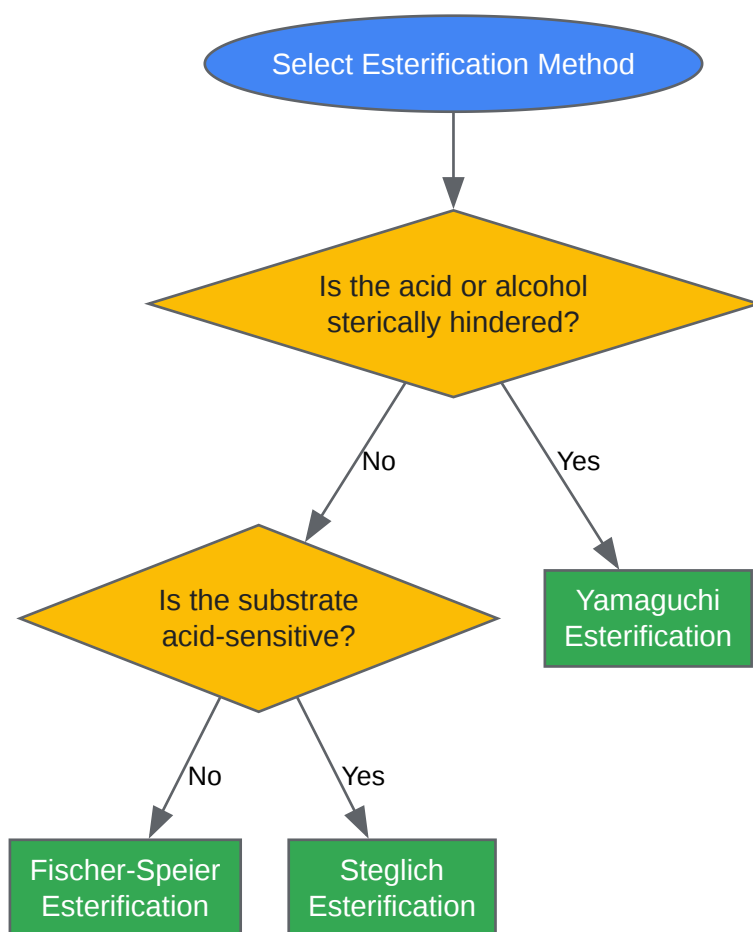 Select Esterification Method
Is the acid or alcohol
sterically hindered?
No
Yes
Is the substrate
acid-sensitive?
Yamaguchi
Esterification
No
Yes
Fischer-Speier
Esterification
Steglich
Esterification